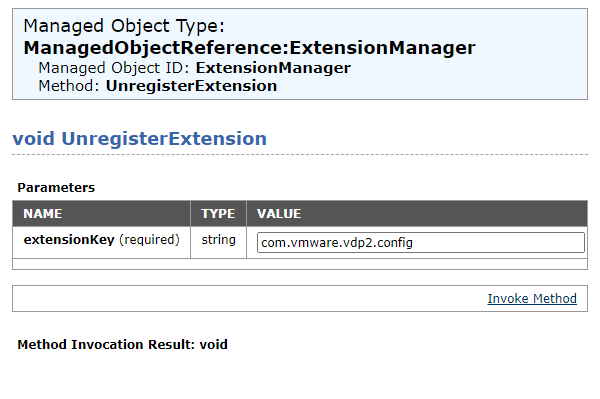 Managed Object Type:
ManagedObjectReference:ExtensionManager
Managed Object ID: ExtensionManager
Method: UnregisterExtension
void UnregisterExtension
Parameters
NAME TYPE VALUE
extensionKey (required) string com.vmware.vdp2.config
Invoke Method
Method Invocation Result: void